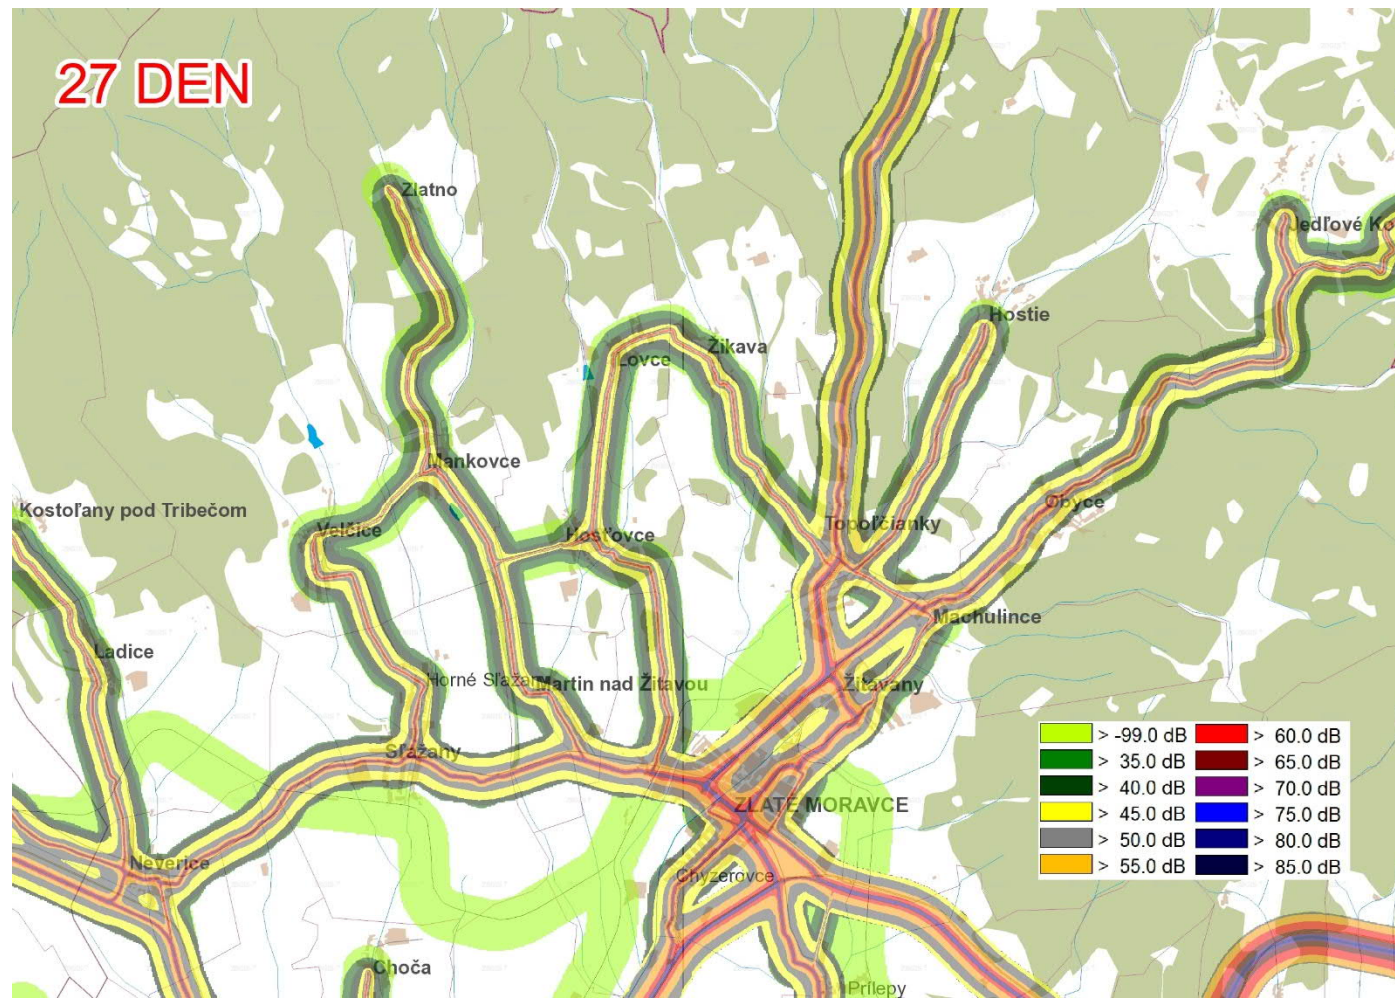 27 DEN
Zlatno
Jedľové Ko
Hostie
Žikava
Lovce
Mankovce
Obyce
Kostoľany pod Tribečom
Velčice
Hosťovce
Topoľčianky
Machulince
Ladice
Horné Sľažan
Martin nad Žitavou
Žitavany
Sľažany
ZLATÉ MORAVCE
Neverice
Chyzerovce
Choča
Prílepy
> -99.0 dB > 60.0 dB
> 35.0 dB > 65.0 dB
> 40.0 dB > 70.0 dB
> 45.0 dB > 75.0 dB
> 50.0 dB > 80.0 dB
> 55.0 dB > 85.0 dB